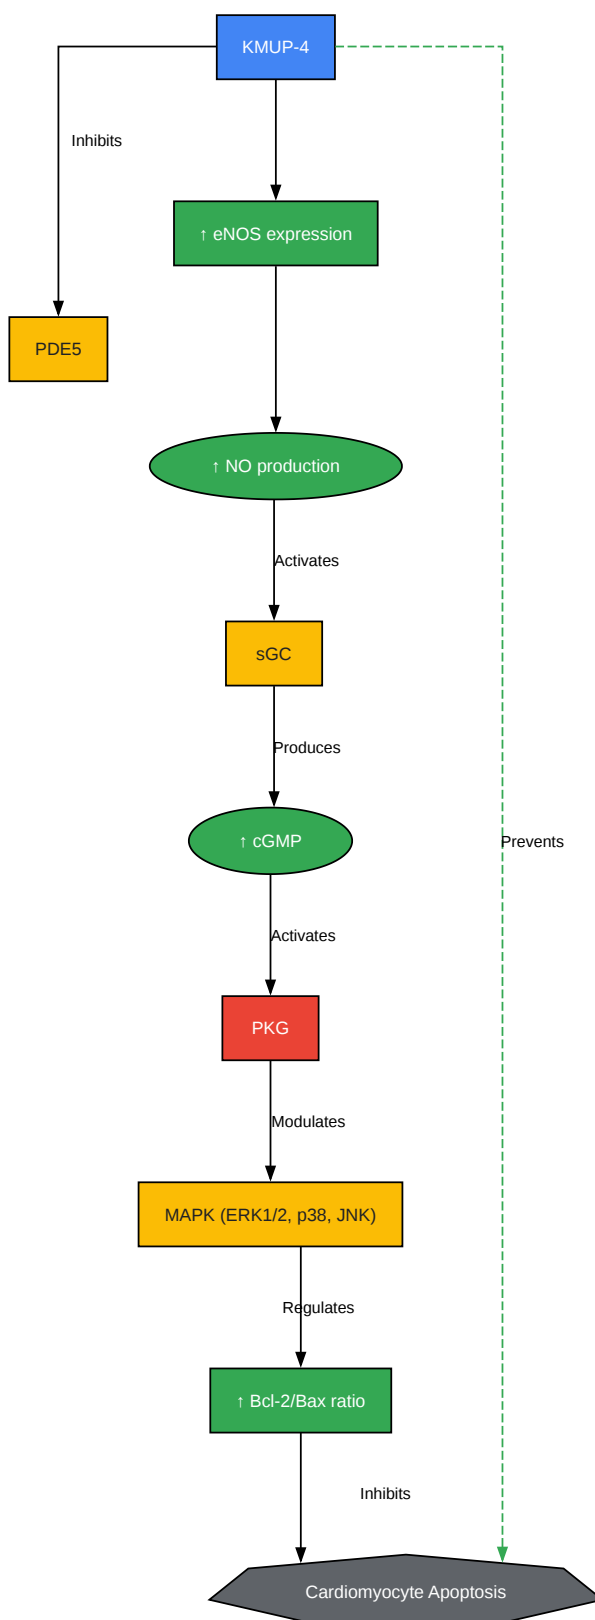 KMUP-4
Inhibits
↑ eNOS expression
PDE5
↑ NO production
Activates
sGC
Produces
↑ cGMP
Prevents
Activates
PKG
Modulates
MAPK (ERK1/2, p38, JNK)
Regulates
↑ Bcl-2/Bax ratio
Inhibits
Cardiomyocyte Apoptosis